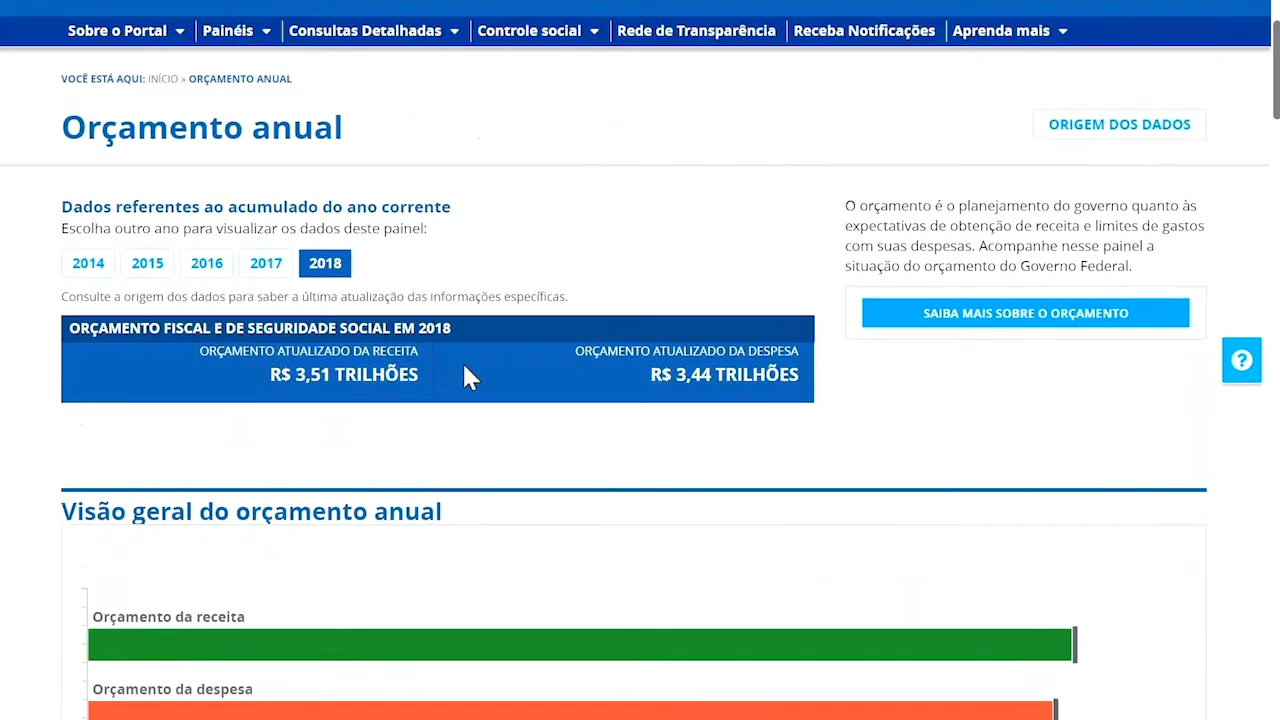 Sobre o Portal Painéis Consultas Detalhadas Controle social Rede de Transparência Receba Notificações Aprenda mais
VOCÊ ESTÁ AQUI: INÍCIO » ORÇAMENTO ANUAL
Orçamento anual
ORIGEM DOS DADOS
Dados referentes ao acumulado do ano corrente
Escolha outro ano para visualizar os dados deste painel:
2014 2015 2016 2017 2018
Consulte a origem dos dados para saber a última atualização das informações específicas.
ORÇAMENTO FISCAL E DE SEGURIDADE SOCIAL EM 2018
ORÇAMENTO ATUALIZADO DA RECEITA
R$ 3,51 TRILHÕES
ORÇAMENTO ATUALIZADO DA DESPESA
R$ 3,44 TRILHÕES
O orçamento é o planejamento do governo quanto às
expectativas de obtenção de receita e limites de gastos
com suas despesas. Acompanhe nesse painel a
situação do orçamento do Governo Federal.
SAIBA MAIS SOBRE O ORÇAMENTO
?
Visão geral do orçamento anual
Orçamento da receita
Orçamento da despesa